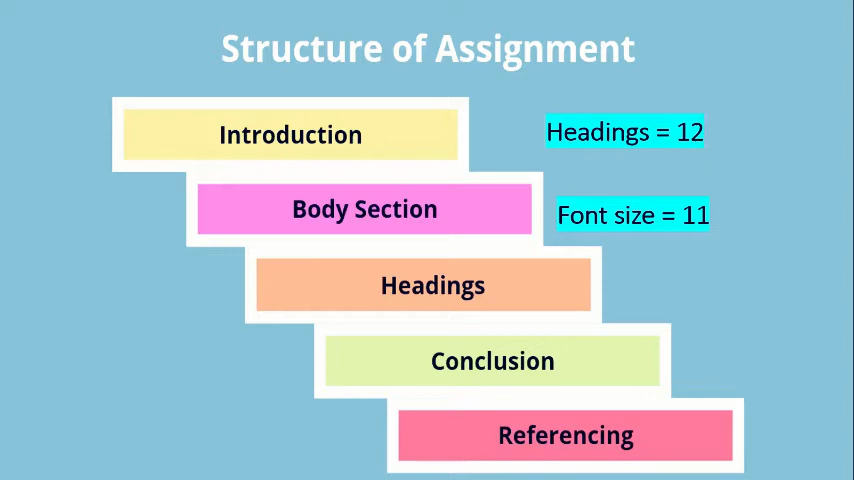 Structure of Assignment
Introduction
Headings = 12
Body Section
Font size = 11
Headings
Conclusion
Referencing